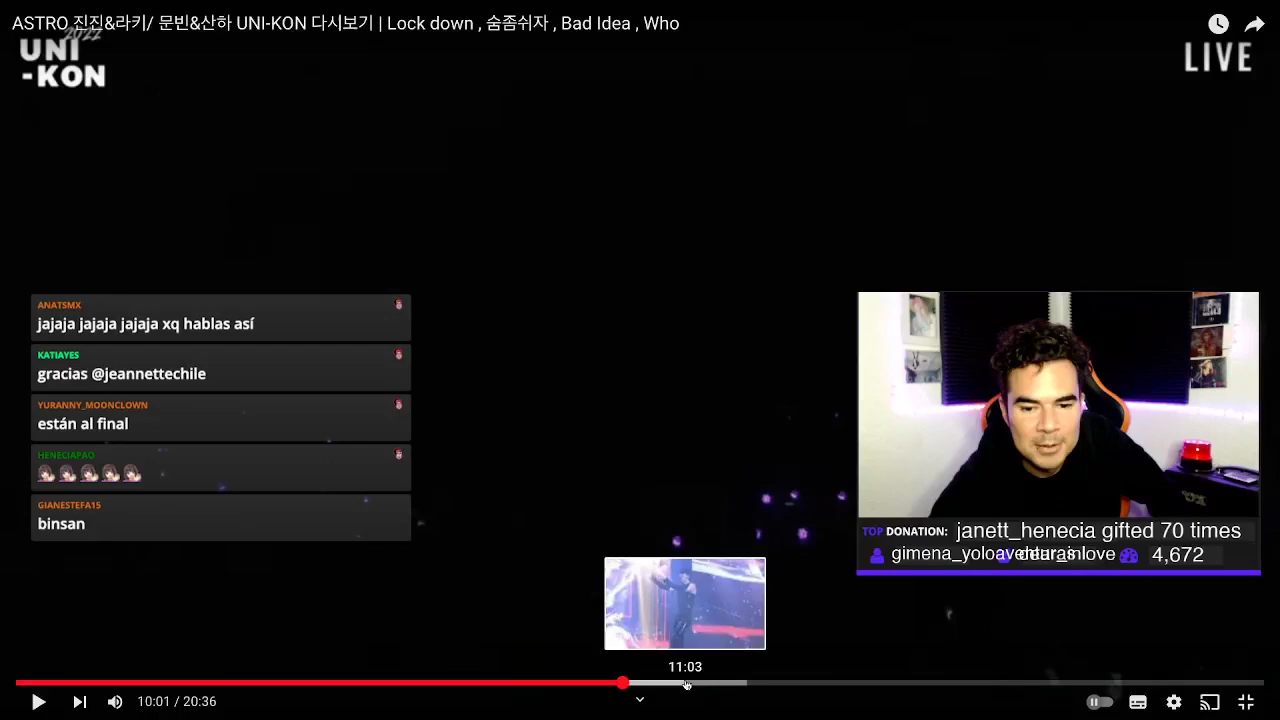 ASTRO 진진&라키/ 문빈&산하 UNI-KON 다시보기 | Lock down , 숨좀쉬자 , Bad Idea , Who
2022
UNI
-KON
LIVE
ANATSMX
jajaja jajaja jajaja xq hablas así
KATIAYES
gracias @jeannettechile
YURANNY_MOONCLOWN
están al final
HENECIAPAO
GIANESTEFA15
binsan
TOP DONATION: janett_henecia gifted 70 times
4,672
11:03
10:01 / 20:36